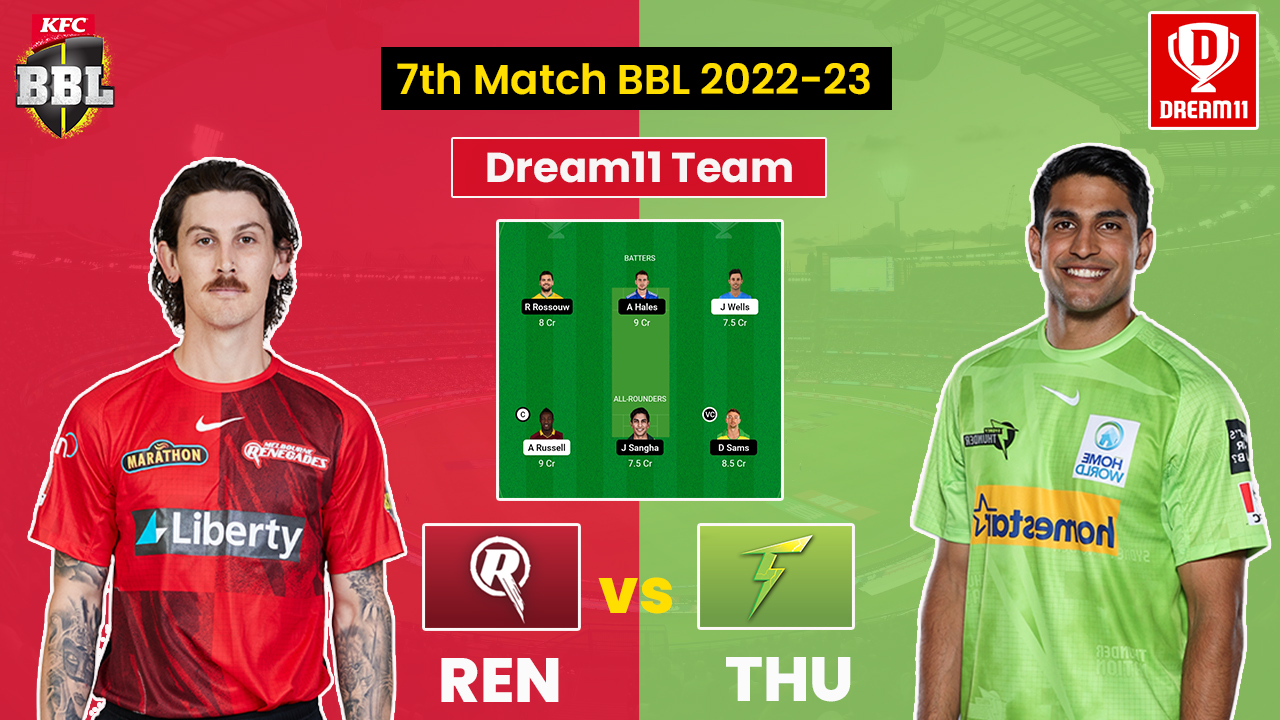 KFC
BBL
7th Match BBL 2022-23
DREAM11
Dream11 Team
BATTERS
R Rossouw
A Hales
J Wells
8 Cr
9 Cr
7.5 Cr
ALL-ROUNDERS
C
VC
A Russell
J Sangha
D Sams
9 Cr
7.5 Cr
8.5 Cr
MARATHON
MELBOURNE
RENEGADES
Liberty
THUNDER
HOME
WORLD
homestar
R
vs
REN
THU